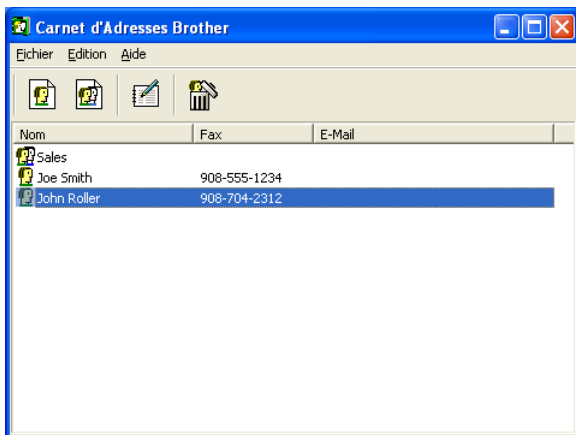 Carnet d'Adresses Brother
Fichier Edition Aide
Nom Fax E-Mail
Sales
Joe Smith 908-555-1234
John Roller 908-704-2312